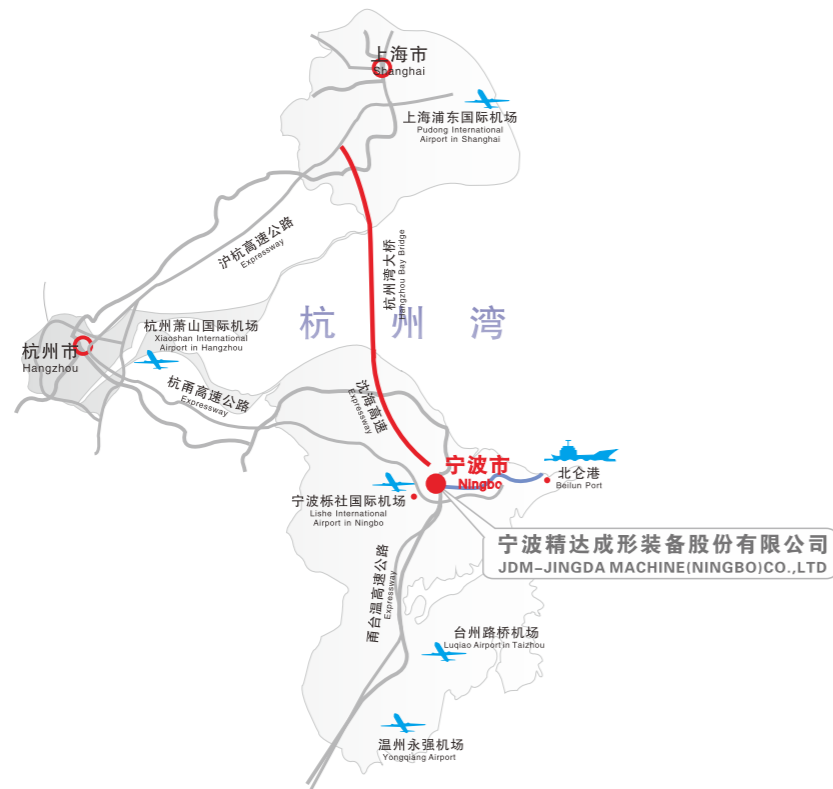 上海市
Shanghai
上海浦东国际机场
Pudong International
Airport in Shanghai
沪杭高速公路
Expressway
杭州湾大桥
Hangzhou Bay Bridge
杭州湾
杭州萧山国际机场
Xiaoshan International
Airport in Hangzhou
杭州市
Hangzhou
杭甬高速公路
Expressway
沈海高速
Expressway
宁波市
Ningbo
北仑港
Beilun Port
宁波栎社国际机场
Lishe International
Airport in Ningbo
宁波精达成形装备股份有限公司
JDM-JINGDA MACHINE(NINGBO)CO.,LTD
甬台温高速公路
Expressway
台州路桥机场
Luqiao Airport in Taizhou
温州永强机场
Yongqiang Airport